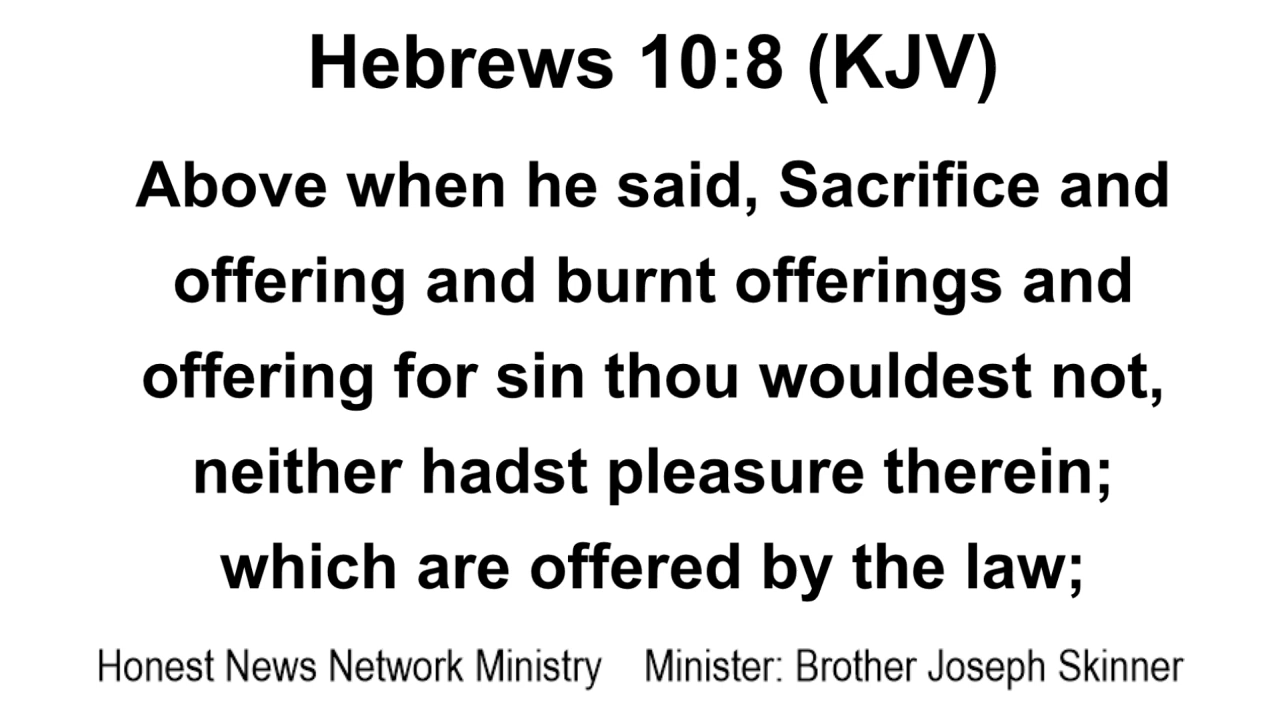 Hebrews 10:8 (KJV)
Above when he said, Sacrifice and
offering and burnt offerings and
offering for sin thou wouldest not,
neither hadst pleasure therein;
which are offered by the law;
Honest News Network Ministry    Minister: Brother Joseph Skinner